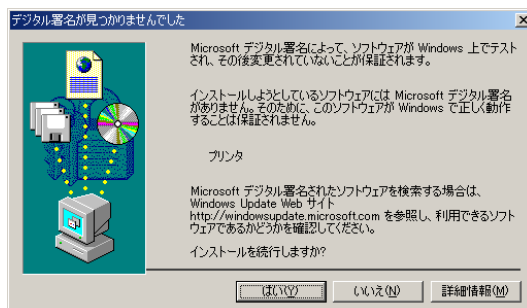 デジタル署名が見つかりませんでした
Microsoft デジタル署名によって、ソフトウェアが Windows 上でテスト
され、その後変更されていないことが保証されます。
インストールしようとしているソフトウェアには Microsoft デジタル署名
がありません。そのために、このソフトウェアが Windows で正しく動作
することは保証されません。
プリンタ
Microsoft デジタル署名されたソフトウェアを検索する場合は、
Windows Update Web サイト
http://windowsupdate.microsoft.com を参照し、利用できるソフト
ウェアであるかどうかを確認してください。
インストールを続行しますか?
はい(Y) いいえ(N) 詳細情報(M)